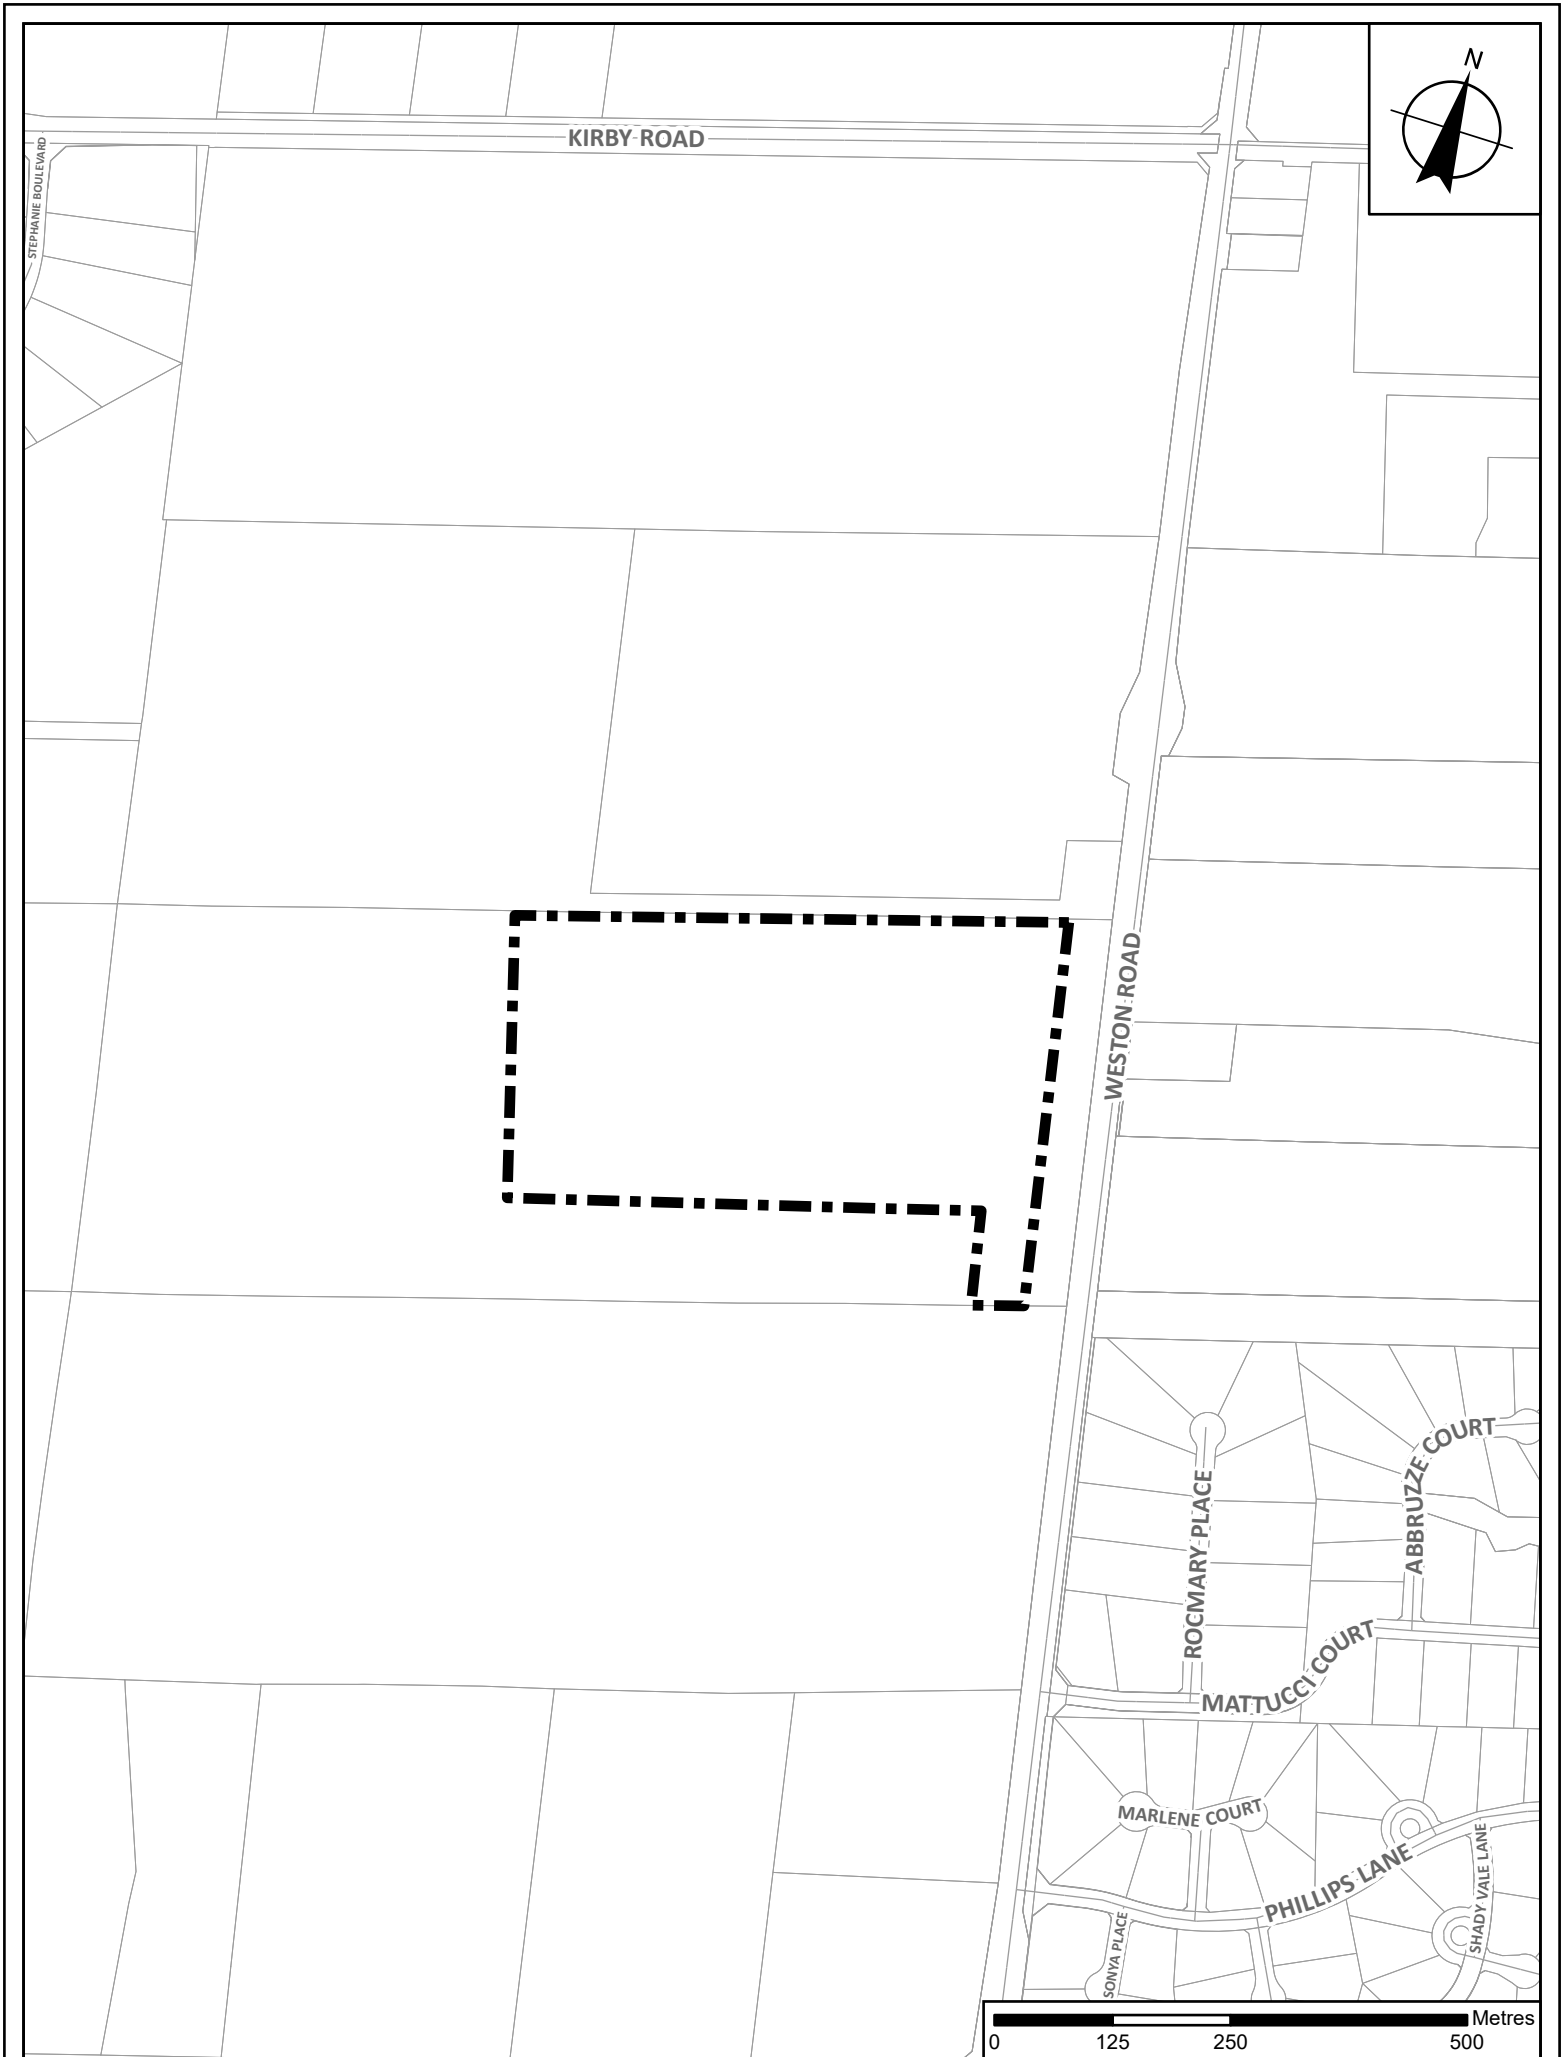 N
KIRBY ROAD
STEPHANIE BOULEVARD
WESTON ROAD
ABBRUZZE COURT
ROCMARY PLACE
MATTUCCI COURT
MARLENE COURT
PHILLIPS LANE
SHADY VALE LANE
SONYA PLACE
Metres
0 125 250 500